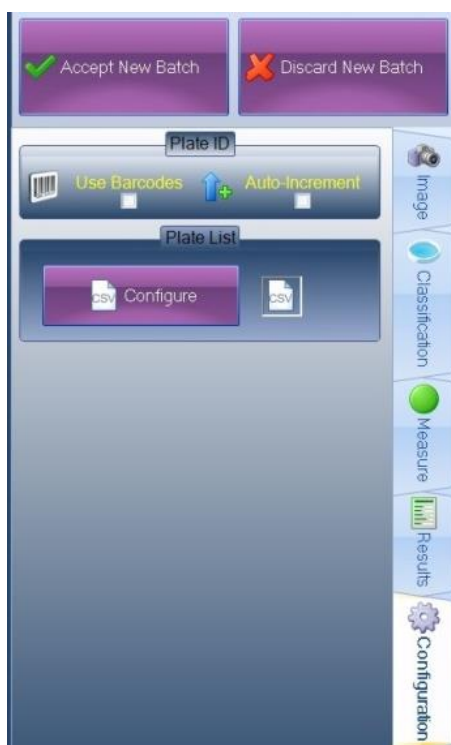 Accept New Batch
Discard New Batch
Plate ID
Use Barcodes
Auto-Increment
Plate List
CSV Configure
CSV
Image
Classification
Measure
Results
Configuration